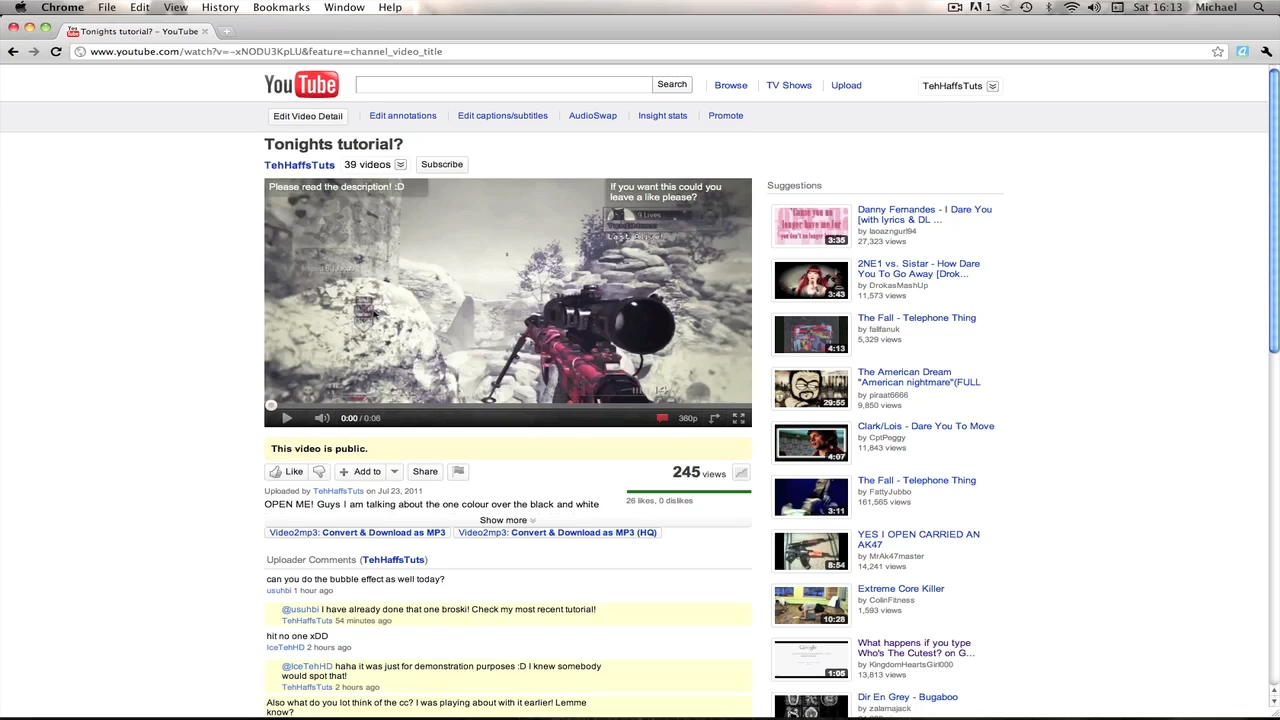 Chrome File Edit View History Bookmarks Window Help 1 Sat 16:13 Michael
Tonights tutorial? – YouTube
www.youtube.com/watch?v=-xNODU3KpLU&feature=channel_video_title
YouTube Search Browse TV Shows Upload TehHaffsTuts
Edit Video Detail Edit annotations Edit captions/subtitles AudioSwap Insight stats Promote
Tonights tutorial?
TehHaffsTuts 39 videos Subscribe
Please read the description! :D
If you want this could you
leave a like please?
9 Lives
0:00 / 0:06 360p
This video is public.
Like Add to Share 245 views
Uploaded by TehHaffsTuts on Jul 23, 2011
26 likes, 0 dislikes
OPEN ME! Guys I am talking about the one colour over the black and white
Show more
Video2mp3: Convert & Download as MP3 Video2mp3: Convert & Download as MP3 (HQ)
Uploader Comments (TehHaffsTuts)
can you do the bubble effect as well today?
usuhbi 1 hour ago
@usuhbi I have already done that one broski! Check my most recent tutorial!
TehHaffsTuts 54 minutes ago
hit no one xDD
IceTehHD 2 hours ago
@IceTehHD haha it was just for demonstration purposes :D I knew somebody
would spot that!
TehHaffsTuts 2 hours ago
Also what do you lot think of the cc? I was playing about with it earlier! Lemme
know?
Suggestions
Danny Fernandes - I Dare You
[with lyrics & DL ...
by laoazngurl94
27,323 views
3:35
2NE1 vs. Sistar - How Dare
You To Go Away [Drok...
by DrokasMashUp
11,573 views
3:43
The Fall - Telephone Thing
by fallfanuk
5,329 views
4:13
The American Dream
"American nightmare"(FULL
by piraat6666
9,850 views
29:55
Clark/Lois - Dare You To Move
by CptPeggy
11,843 views
4:07
The Fall - Telephone Thing
by FattyJubbo
161,565 views
3:11
YES I OPEN CARRIED AN
AK47
by MrAk47master
14,241 views
8:54
Extreme Core Killer
by ColinFitness
1,593 views
10:28
What happens if you type
Who's The Cutest? on G...
by KingdomHeartsGirl000
13,813 views
1:05
Dir En Grey - Bugaboo
by zalamajack